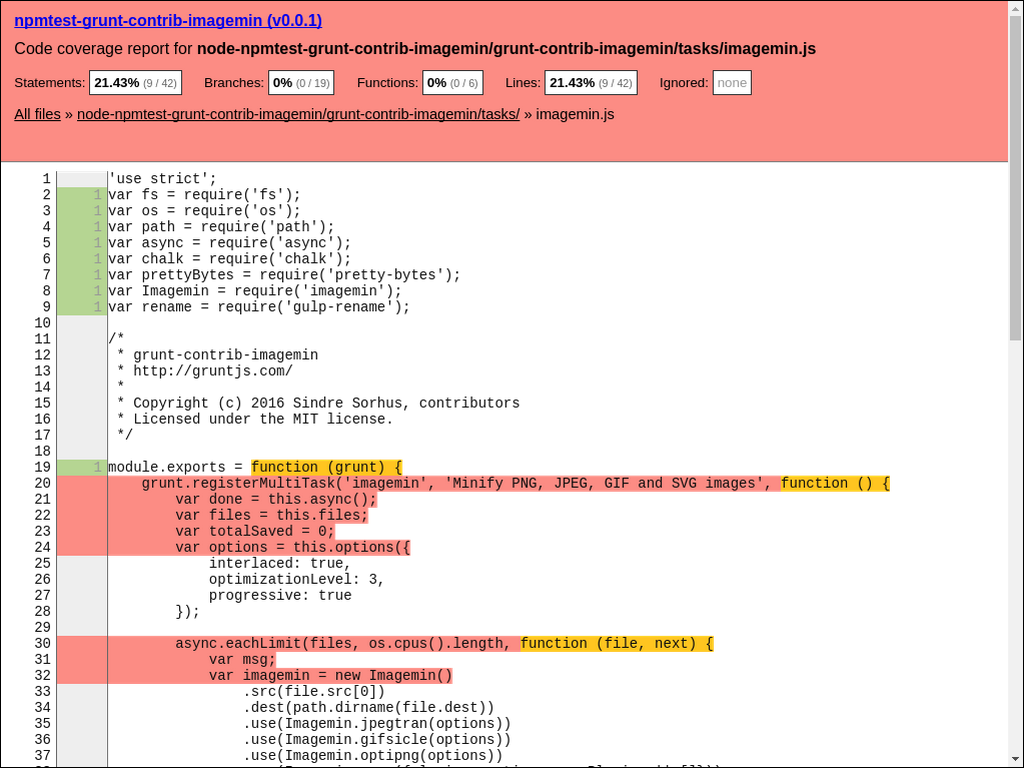 npmtest-grunt-contrib-imagemin (v0.0.1)
Code coverage report for node-npmtest-grunt-contrib-imagemin/grunt-contrib-imagemin/tasks/imagemin.js
Statements: 21.43% (9 / 42) Branches: 0% (0 / 19) Functions: 0% (0 / 6) Lines: 21.43% (9 / 42) Ignored: none
All files » node-npmtest-grunt-contrib-imagemin/grunt-contrib-imagemin/tasks/ » imagemin.js
1 'use strict';
2 1 var fs = require('fs');
3 1 var os = require('os');
4 1 var path = require('path');
5 1 var async = require('async');
6 1 var chalk = require('chalk');
7 1 var prettyBytes = require('pretty-bytes');
8 1 var Imagemin = require('imagemin');
9 1 var rename = require('gulp-rename');
10
11 /*
12 * grunt-contrib-imagemin
13 * http://gruntjs.com/
14 *
15 * Copyright (c) 2016 Sindre Sorhus, contributors
16 * Licensed under the MIT license.
17 */
18
19 1 module.exports = function (grunt) {
20 grunt.registerMultiTask('imagemin', 'Minify PNG, JPEG, GIF and SVG images', function () {
21 var done = this.async();
22 var files = this.files;
23 var totalSaved = 0;
24 var options = this.options({
25 interlaced: true,
26 optimizationLevel: 3,
27 progressive: true
28 });
29
30 async.eachLimit(files, os.cpus().length, function (file, next) {
31 var msg;
32 var imagemin = new Imagemin()
33 .src(file.src[0])
34 .dest(path.dirname(file.dest))
35 .use(Imagemin.jpegtran(options))
36 .use(Imagemin.gifsicle(options))
37 .use(Imagemin.optipng(options))